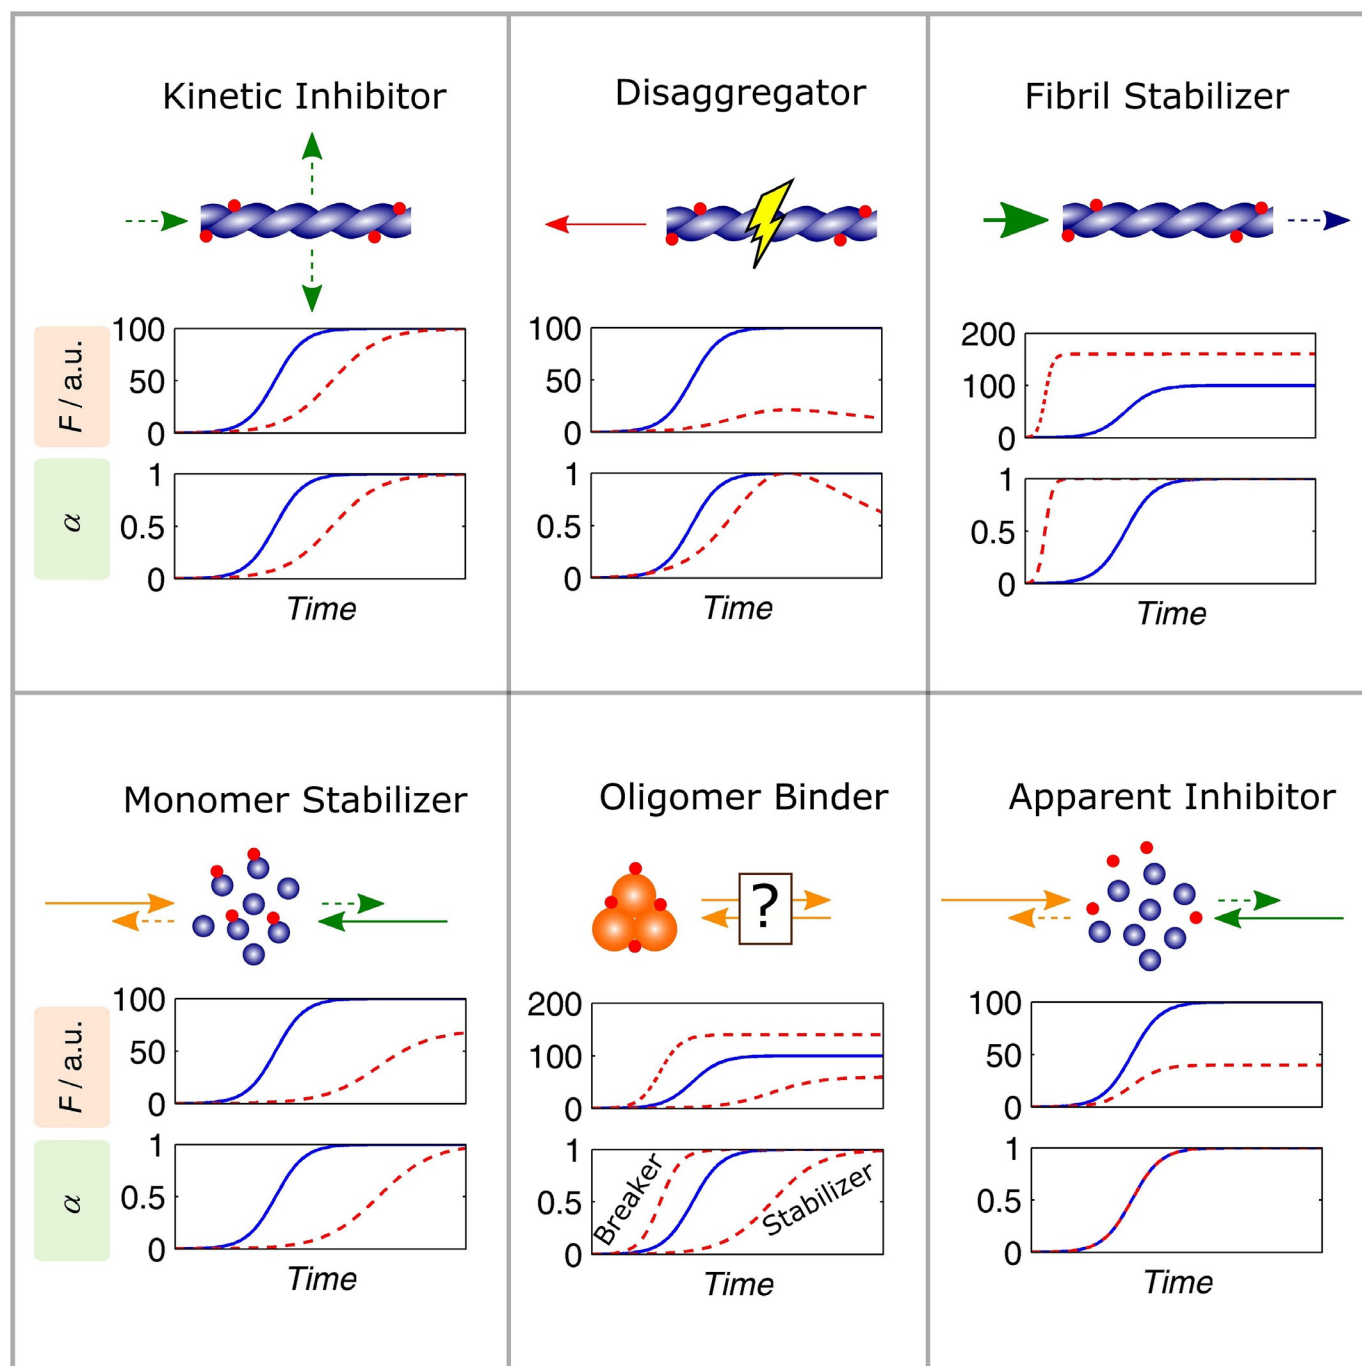 Kinetic Inhibitor
Disaggregator
Fibril Stabilizer
F / a.u.
100
50
0
100
50
0
200
100
0
α
1
0.5
0
1
0.5
0
1
0.5
0
Time
Time
Time
Monomer Stabilizer
Oligomer Binder
Apparent Inhibitor
?
F / a.u.
100
50
0
200
100
0
100
50
0
α
1
0.5
0
1
0.5
0
Breaker
Stabilizer
1
0.5
0
Time
Time
Time